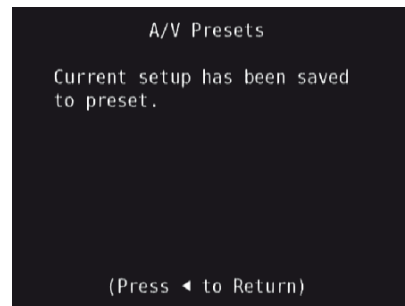 A/V Presets
Current setup has been saved
to preset.
(Press ◄ to Return)